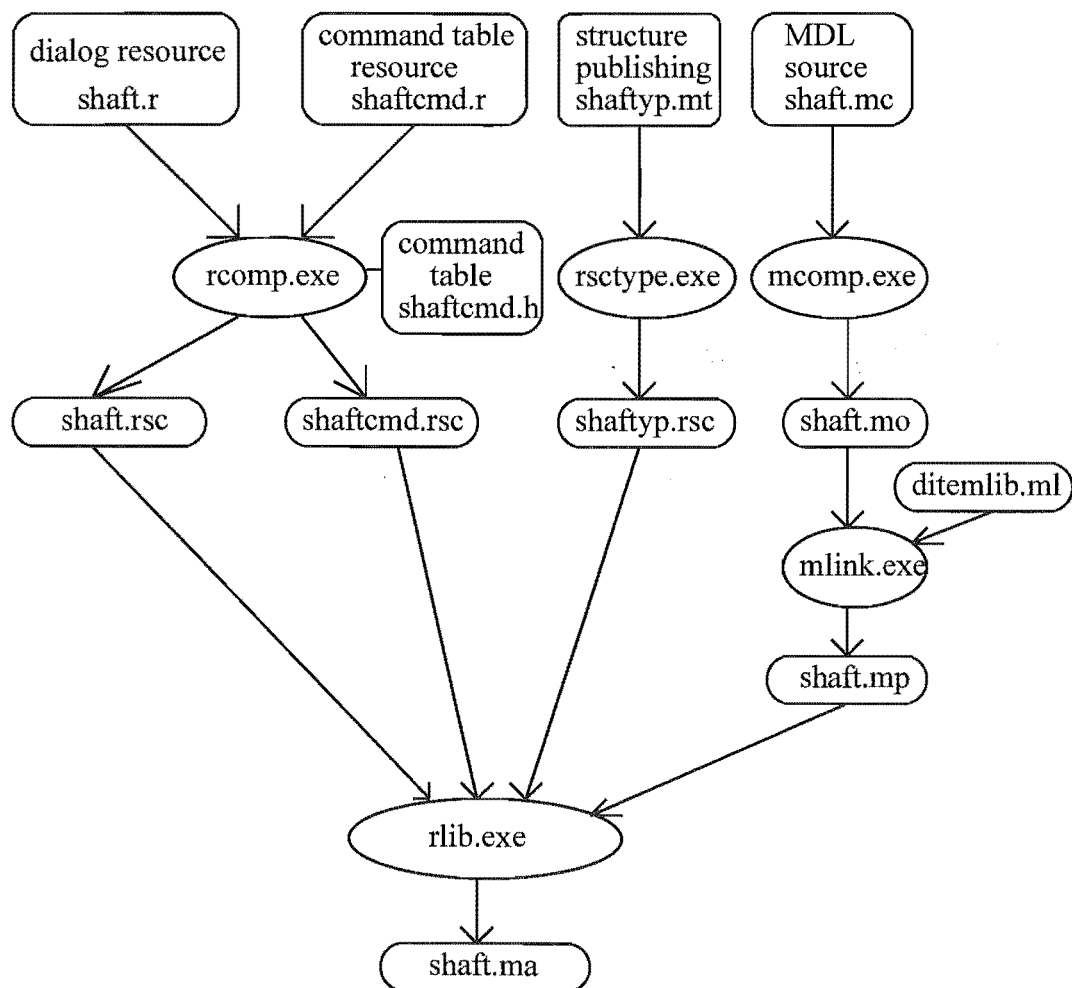 dialog resource
shaft.r
command table
resource
shaftcmd.r
structure
publishing
shaftyp.mt
MDL
source
shaft.mc
rcomp.exe
command
table
shaftcmd.h
rsctype.exe
mcomp.exe
shaft.rsc
shaftcmd.rsc
shaftyp.rsc
shaft.mo
ditemlib.ml
mlink.exe
shaft.mp
rlib.exe
shaft.ma